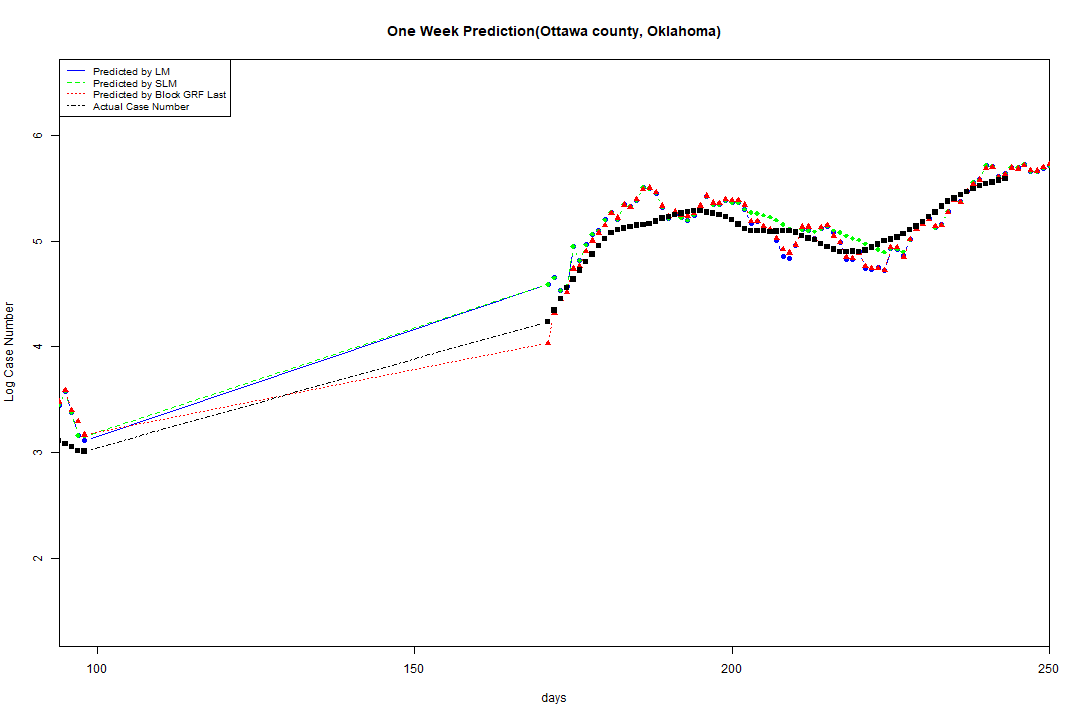 One Week Prediction(Ottawa county, Oklahoma)
Predicted by LM
Predicted by SLM
Predicted by Block GRF Last
Actual Case Number
Log Case Number
6
5
4
3
2
100 150 200 250
days